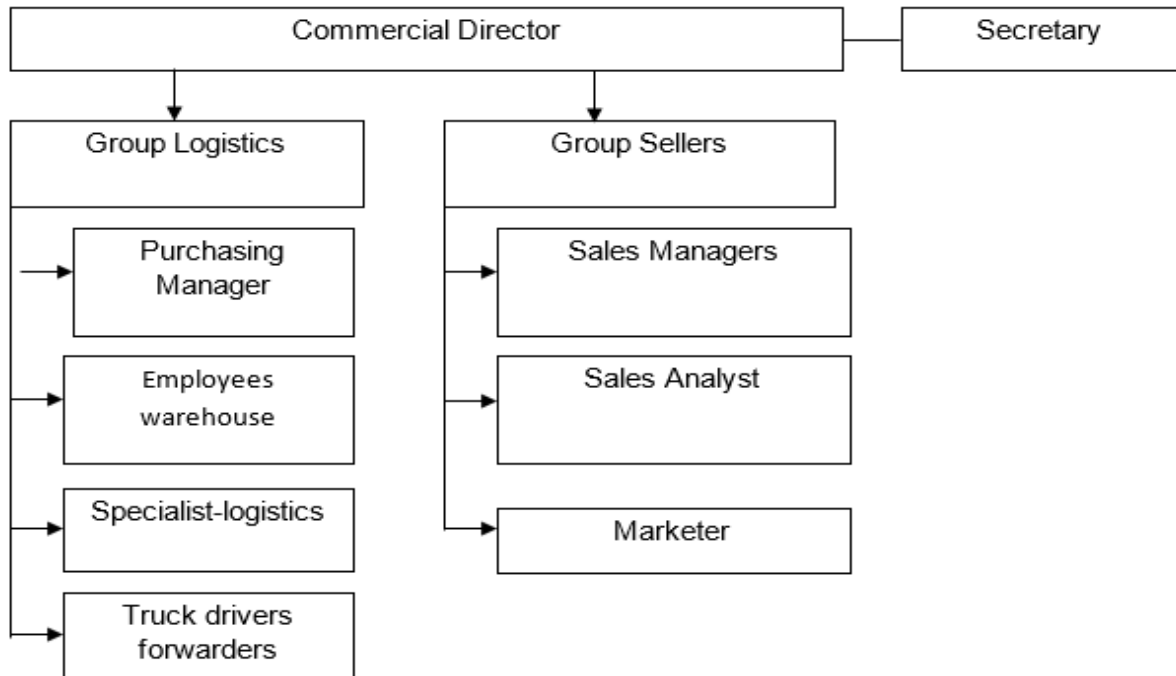 Commercial Director
Secretary
Group Logistics
Group Sellers
Purchasing
Manager
Sales Managers
Employees
warehouse
Sales Analyst
Specialist-logistics
Marketer
Truck drivers
forwarders